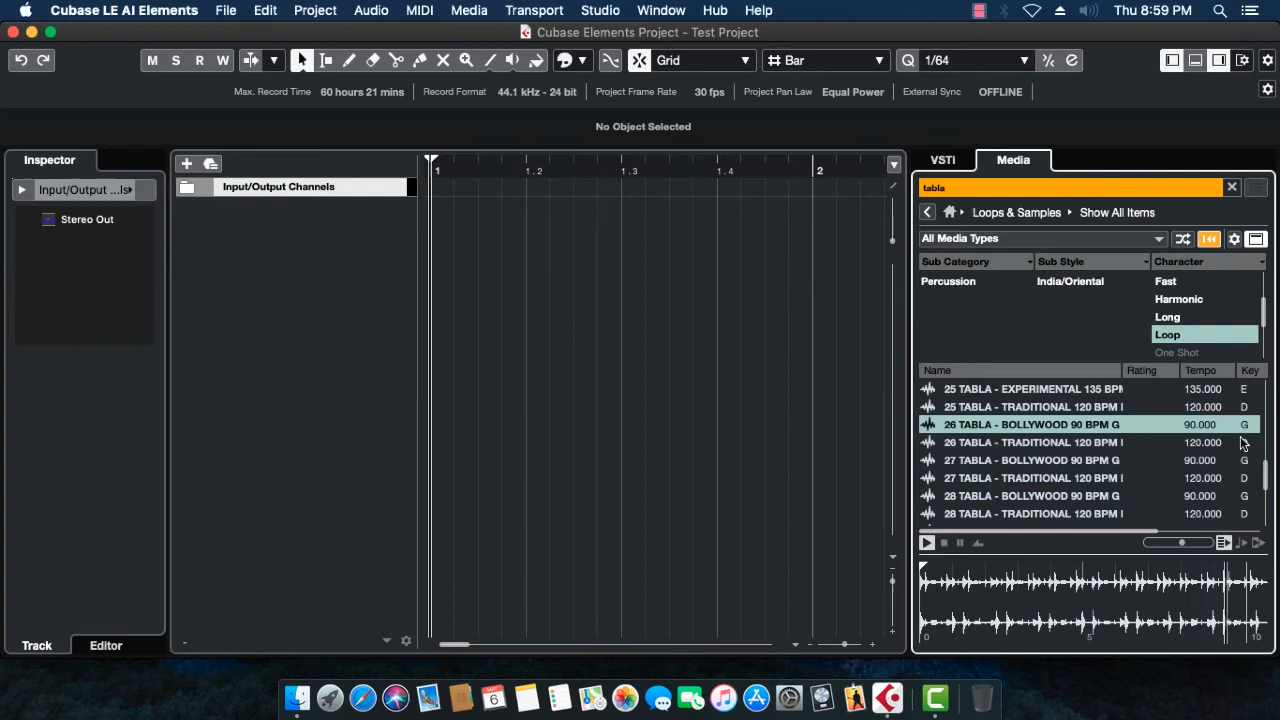 Cubase LE AI Elements File Edit Project Audio MIDI Media Transport Studio Window Hub Help Thu 8:59 PM
Cubase Elements Project - Test Project
M S R W Grid Bar Q 1/64 e
Max. Record Time 60 hours 21 mins Record Format 44.1 kHz - 24 bit Project Frame Rate 30 fps Project Pan Law Equal Power External Sync OFFLINE
No Object Selected
Inspector VSTi Media
1 1.2 1.3 1.4 2
Input/Output ...ls Input/Output Channels tabla
Stereo Out Loops & Samples Show All Items
All Media Types
Sub Category Sub Style Character
Percussion India/Oriental Fast
Harmonic
Long
Loop
One Shot
Name Rating Tempo Key
25 TABLA - EXPERIMENTAL 135 BPM 135.000 E
25 TABLA - TRADITIONAL 120 BPM 120.000 D
26 TABLA - BOLLYWOOD 90 BPM G 90.000 G
26 TABLA - TRADITIONAL 120 BPM 120.000
27 TABLA - BOLLYWOOD 90 BPM G 90.000 G
27 TABLA - TRADITIONAL 120 BPM 120.000 D
28 TABLA - BOLLYWOOD 90 BPM G 90.000 G
28 TABLA - TRADITIONAL 120 BPM 120.000 D
0 5 10
Track Editor
MAY 6